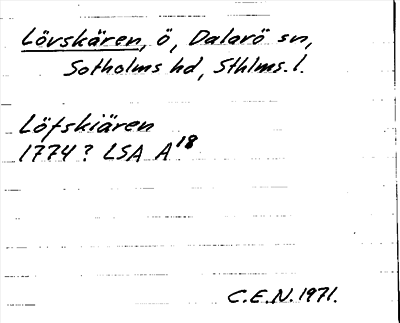 Lövskären, ö, Dalarö sn,
Sotholms hd, Sthlms. l.
Löfskiären
1774? LSA A18
C.E.N. 1971.